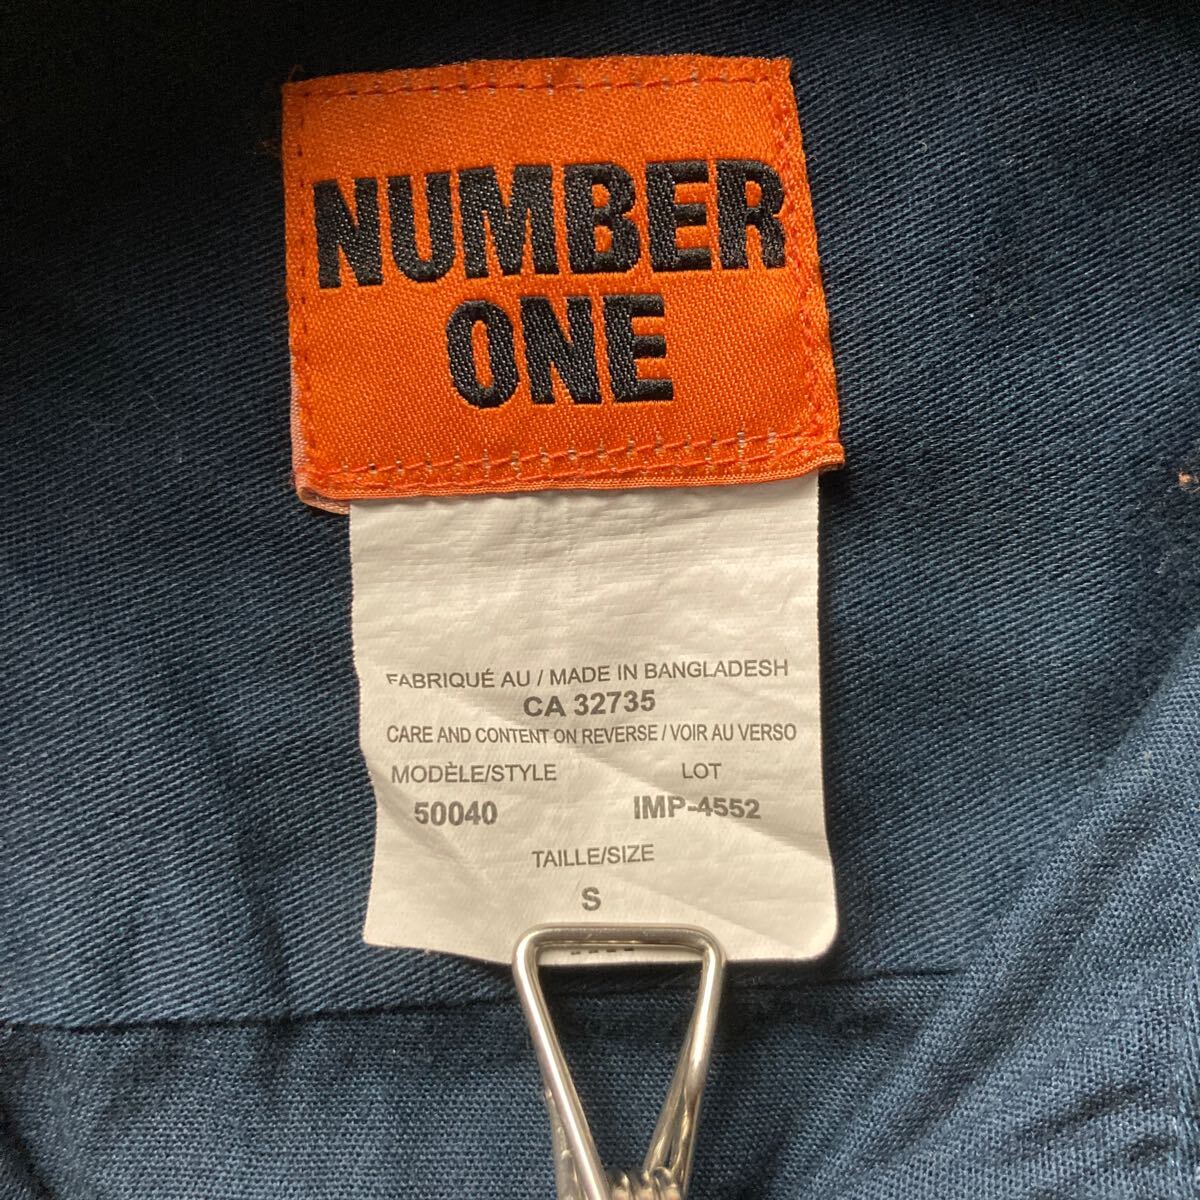 NUMBER
ONE
FABRIQUÉ AU / MADE IN BANGLADESH
CA 32735
CARE AND CONTENT ON REVERSE / VOIR AU VERSO
MODÈLE/STYLE LOT
50040 IMP-4552
TAILLE/SIZE
S